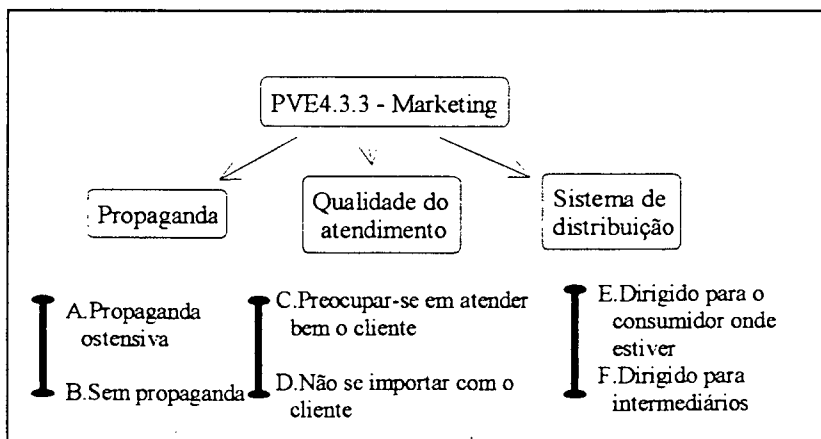 PVE4.3.3 - Marketing
Propaganda
Qualidade do
atendimento
Sistema de
distribuição
A.Propaganda
ostensiva
B.Sem propaganda
C.Preocupar-se em atender
bem o cliente
D.Não se importar com o
cliente
E.Dirigido para o
consumidor onde
estiver
F.Dirigido para
intermediários